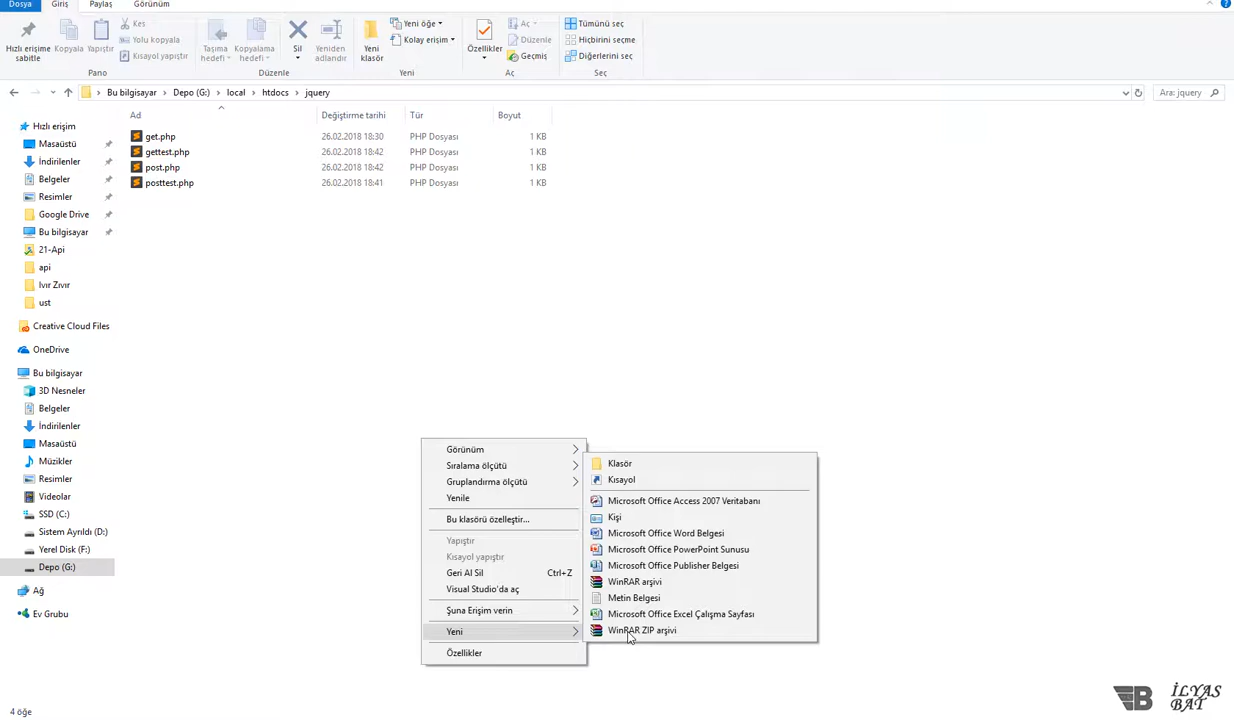 Dosya Giriş Paylaş Görünüm
Hızlı erişime sabitle
Kopyala
Yapıştır
Kes
Yolu kopyala
Kısayol yapıştır
Pano
Taşıma hedefi
Kopyalama hedefi
Sil
Yeniden adlandır
Düzenle
Yeni klasör
Yeni öğe
Kolay erişim
Yeni
Özellikler
Aç
Düzenle
Geçmiş
Aç
Tümünü seç
Hiçbirini seçme
Diğerlerini seç
Seç
Bu bilgisayar Depo (G:) local htdocs jquery
Ara: jquery
Ad Değiştirme tarihi Tür Boyut
get.php 26.02.2018 18:30 PHP Dosyası 1 KB
gettest.php 26.02.2018 18:42 PHP Dosyası 1 KB
post.php 26.02.2018 18:42 PHP Dosyası 1 KB
posttest.php 26.02.2018 18:41 PHP Dosyası 1 KB
Hızlı erişim
Masaüstü
İndirilenler
Belgeler
Resimler
Google Drive
Bu bilgisayar
21-Api
api
Ivır Zıvır
ust
Creative Cloud Files
OneDrive
Bu bilgisayar
3D Nesneler
Belgeler
İndirilenler
Masaüstü
Müzikler
Resimler
Videolar
SSD (C:)
Sistem Ayrıldı (D:)
Yerel Disk (F:)
Depo (G:)
Ağ
Ev Grubu
Görünüm
Sıralama ölçütü
Gruplandırma ölçütü
Yenile
Bu klasörü özelleştir...
Yapıştır
Kısayol yapıştır
Geri Al Sil Ctrl+Z
Visual Studio'da aç
Şuna Erişim verin
Yeni
Özellikler
Klasör
Kısayol
Microsoft Office Access 2007 Veritabanı
Kişi
Microsoft Office Word Belgesi
Microsoft Office PowerPoint Sunusu
Microsoft Office Publisher Belgesi
WinRAR arşivi
Metin Belgesi
Microsoft Office Excel Çalışma Sayfası
WinRAR ZIP arşivi
4 öğe
İLYAS
BAT